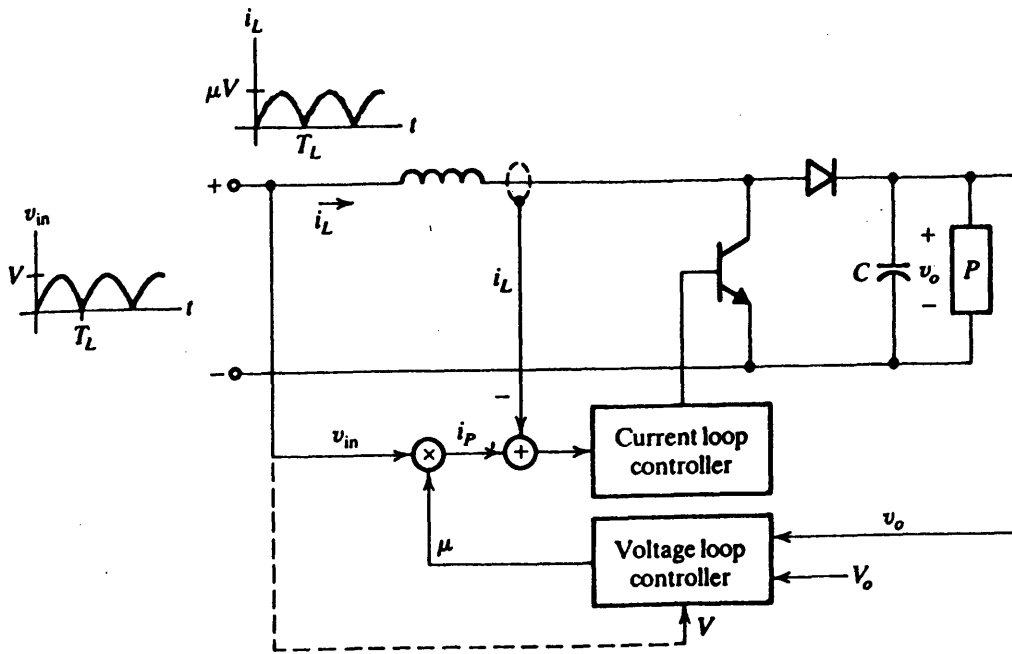 i_L
μV
t
T_L
+
i_L
v_in
V
t
T_L
i_L
C
+
v_o
−
P
−
−
v_in
×
i_P
+
Current loop
controller
μ
Voltage loop
controller
v_o
V_o
V